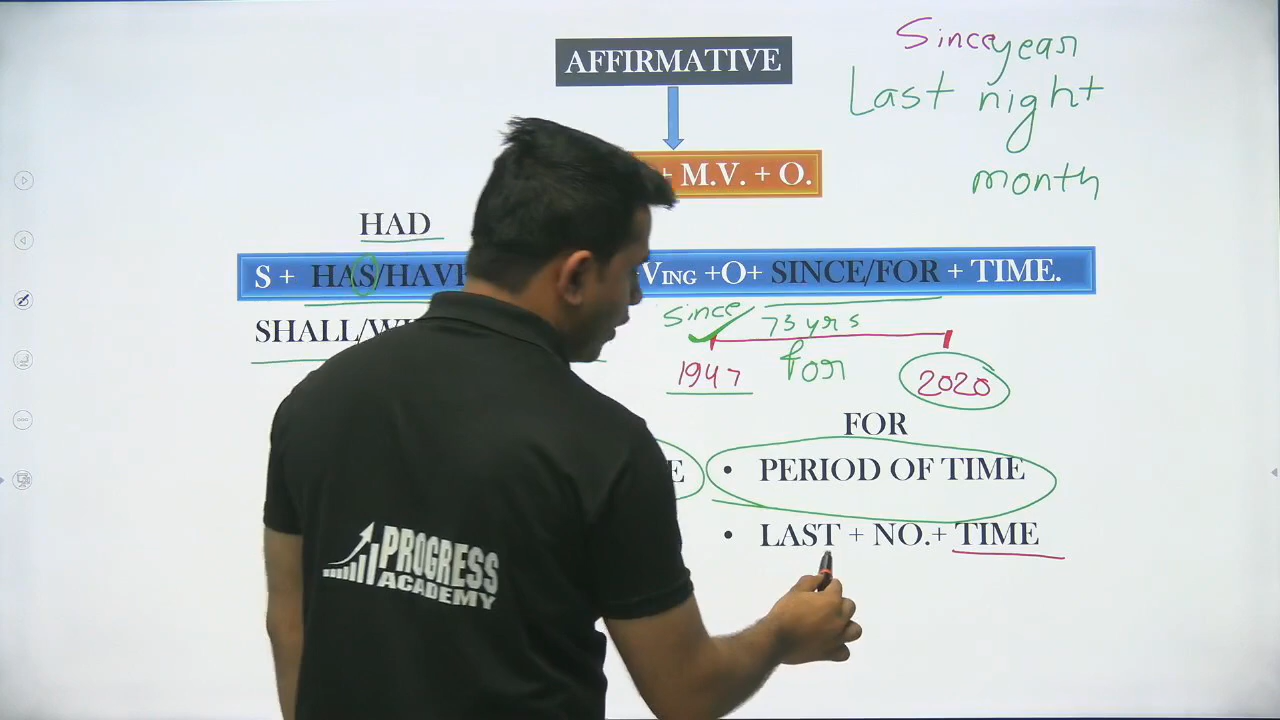 Since year
AFFIRMATIVE
Last night
+ M.V. + O.
month
HAD
S + HAS/HAVE VING +O+ SINCE/FOR + TIME.
since 73 yrs
SHALL/
1947 for 2020
FOR
• PERIOD OF TIME
• LAST + NO.+ TIME
PROGRESS
ACADEMY